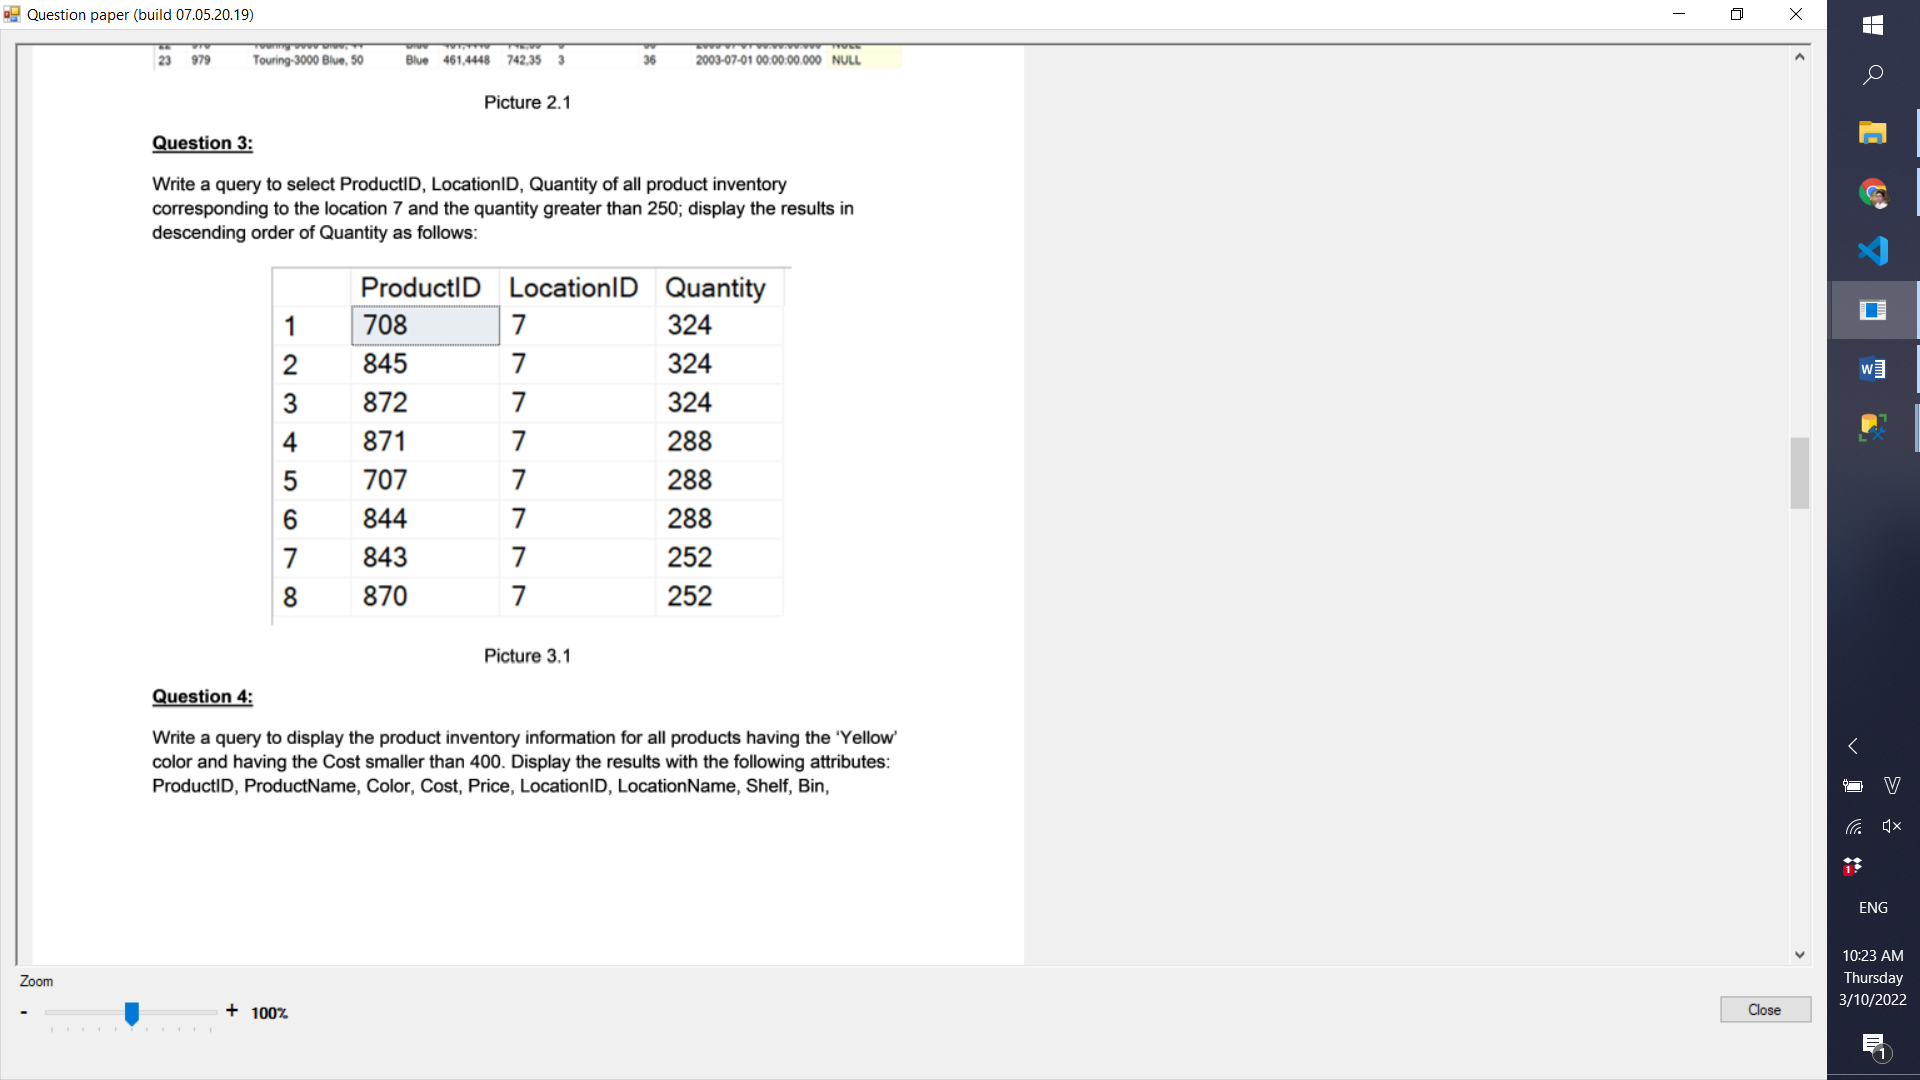 Question paper (build 07.05.20.19)
23 979 Touring-3000 Blue, 50 Blue 461,4448 742,35 3 36 2003-07-01 00:00:00.000 NULL
Picture 2.1
Question 3:
Write a query to select ProductID, LocationID, Quantity of all product inventory
corresponding to the location 7 and the quantity greater than 250; display the results in
descending order of Quantity as follows:
ProductID LocationID Quantity
1 708 7 324
2 845 7 324
3 872 7 324
4 871 7 288
5 707 7 288
6 844 7 288
7 843 7 252
8 870 7 252
Picture 3.1
Question 4:
Write a query to display the product inventory information for all products having the ‘Yellow’
color and having the Cost smaller than 400. Display the results with the following attributes:
ProductID, ProductName, Color, Cost, Price, LocationID, LocationName, Shelf, Bin,
Zoom
- + 100%
Close
W
1
ENG
10:23 AM
Thursday
3/10/2022
1